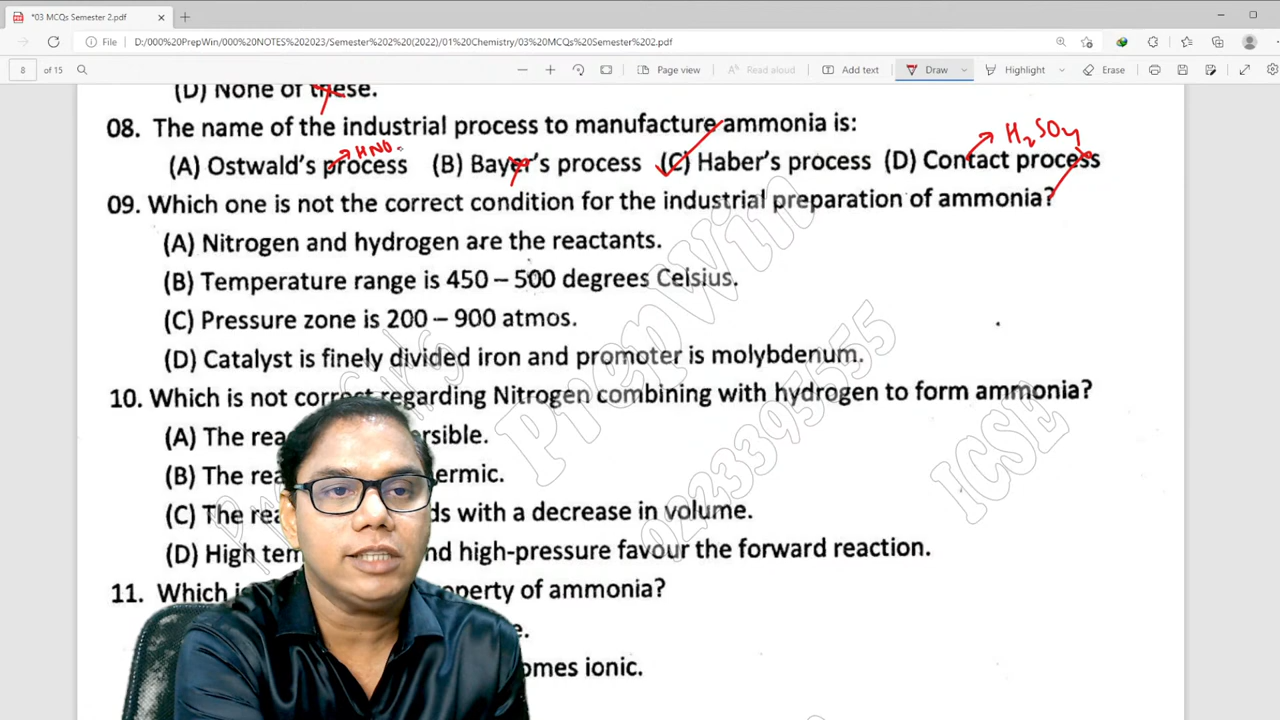 *03 MCQs Semester 2.pdf
File D:/000%20PrepWin/000%20NOTES%202023/Semester%202%20(2022)/01%20Chemistry/03%20MCQs%20Semester%202.pdf
8 of 15 Page view Read aloud Add text Draw Highlight Erase
(D) None of these.
08. The name of the industrial process to manufacture ammonia is:
H2SO4
HNO
(A) Ostwald's process (B) Bayer's process (C) Haber's process (D) Contact process
09. Which one is not the correct condition for the industrial preparation of ammonia?
(A) Nitrogen and hydrogen are the reactants.
(B) Temperature range is 450 – 500 degrees Celsius.
(C) Pressure zone is 200 – 900 atmos.
(D) Catalyst is finely divided iron and promoter is molybdenum.
10. Which is not correct regarding Nitrogen combining with hydrogen to form ammonia?
(A) The rea ersible.
(B) The rea ermic.
(C) The rea ds with a decrease in volume.
(D) High tem nd high-pressure favour the forward reaction.
11. Which i operty of ammonia?
e.
omes ionic.
PrepWin
02233955555
ICSE